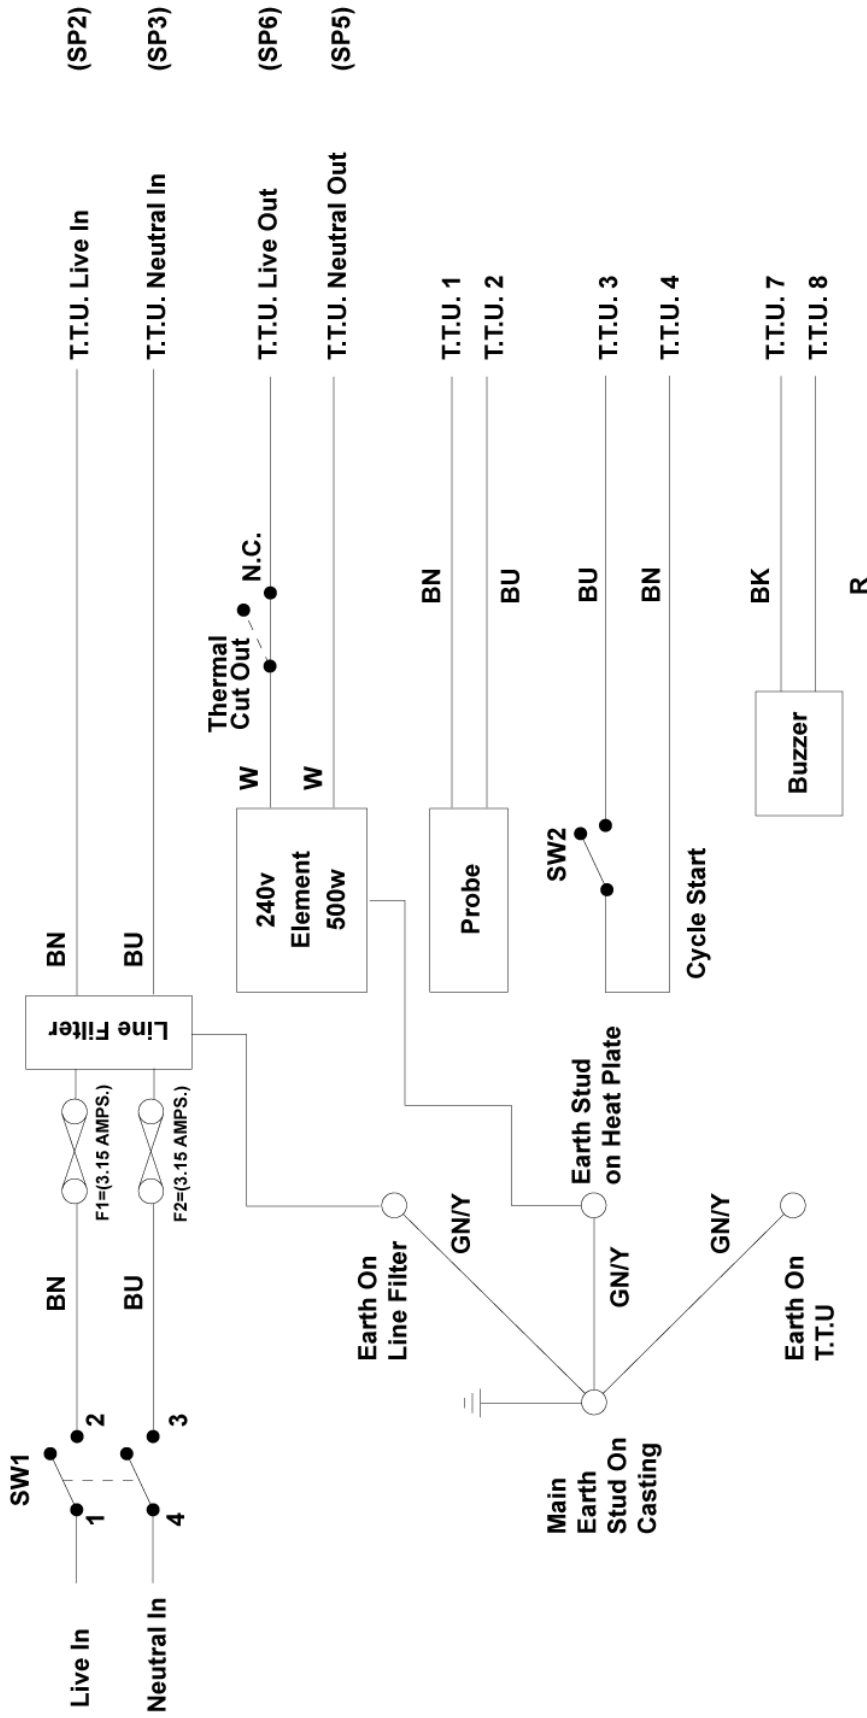 SW1
Live In
1
2
BN
F1=(3.15 AMPS.)
Line Filter
BN
T.T.U. Live In
(SP2)
Neutral In
4
3
BU
F2=(3.15 AMPS.)
BU
T.T.U. Neutral In
(SP3)
240v
Element
500w
W
Thermal
Cut Out
N.C.
T.T.U. Live Out
(SP6)
W
T.T.U. Neutral Out
(SP5)
Earth On
Line Filter
GN/Y
Probe
BN
T.T.U. 1
BU
T.T.U. 2
Main
Earth
Stud On
Casting
GN/Y
Earth Stud
on Heat Plate
SW2
BU
T.T.U. 3
BN
T.T.U. 4
Cycle Start
GN/Y
Earth On
T.T.U
Buzzer
BK
T.T.U. 7
T.T.U. 8
R